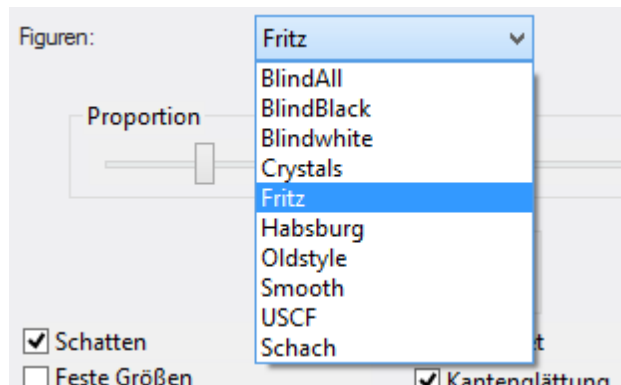 Figuren: Fritz
BlindAll
BlindBlack
Proportion
Blindwhite
Crystals
Fritz
Habsburg
Oldstyle
Smooth
USCF
Schach
Schatten
Feste Größen
Kantenglättung